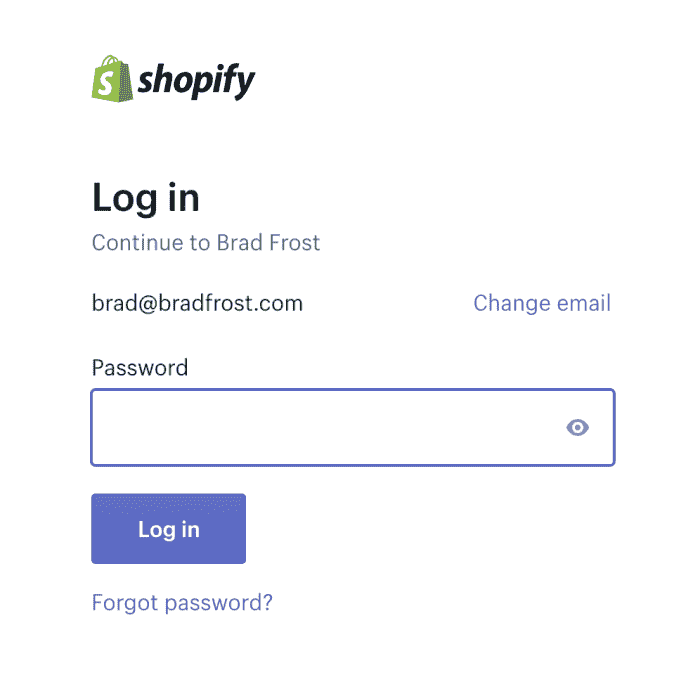 shopify
Log in
Continue to Brad Frost
brad@bradfrost.com Change email
Password
Log in
Forgot password?